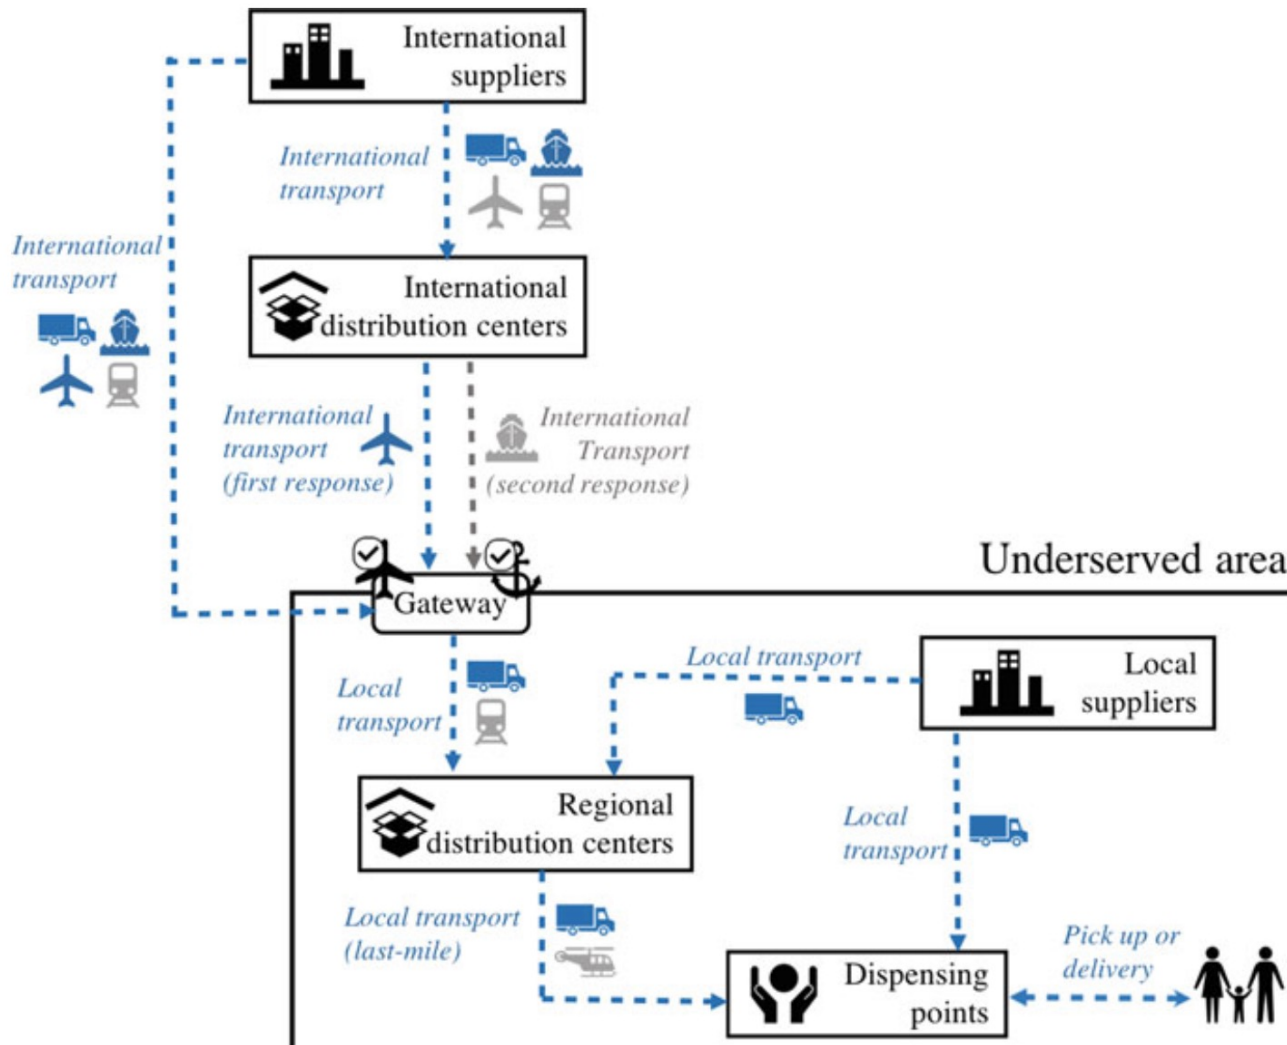 International
suppliers
International
transport
International
transport
International
distribution centers
International
transport
(first response)
International
Transport
(second response)
Underserved area
Gateway
Local
transport
Local transport
Local
suppliers
Regional
distribution centers
Local
transport
Local transport
(last-mile)
Dispensing
points
Pick up or
delivery